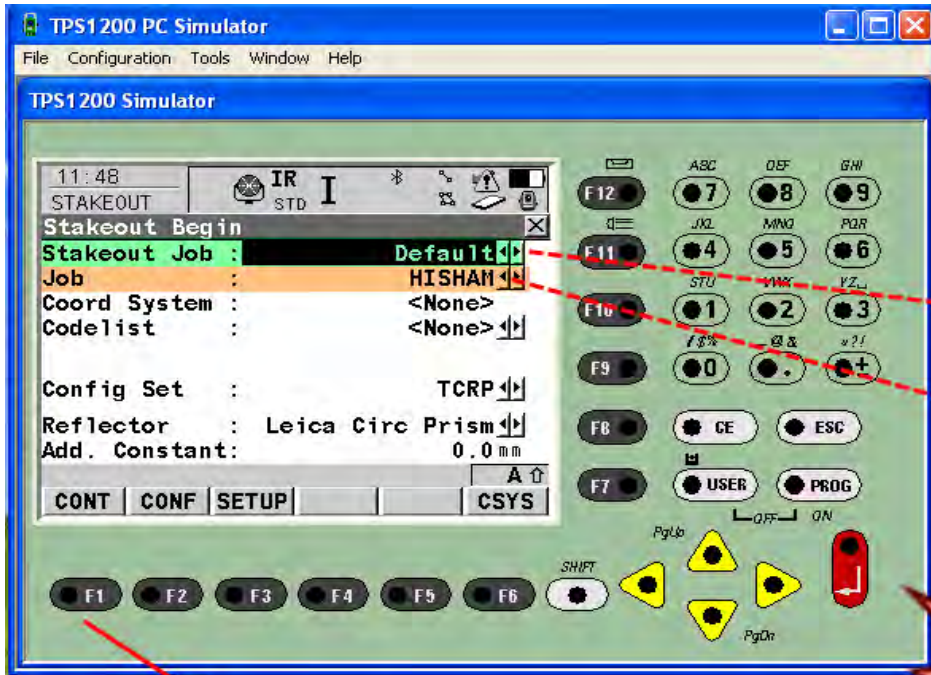 TPS1200 PC Simulator
File Configuration Tools Window Help
TPS1200 Simulator
11:48
STAKEOUT
IR
STD
I
Stakeout Begin
Stakeout Job : Default
Job : HISHAM
Coord System : <None>
Codelist : <None>
Config Set : TCRP
Reflector : Leica Circ Prism
Add. Constant: 0.0mm
A
CONT CONF SETUP CSYS
ABC DEF GHI
F12 7 8 9
JKL MNO PQR
F11 4 5 6
STU VWX YZ
F10 1 2 3
/$% _@& *?!
F9 0 . ±
F8 CE ESC
F7 USER PROG
OFF ON
PgUp
SHIFT
F1 F2 F3 F4 F5 F6
PgDn